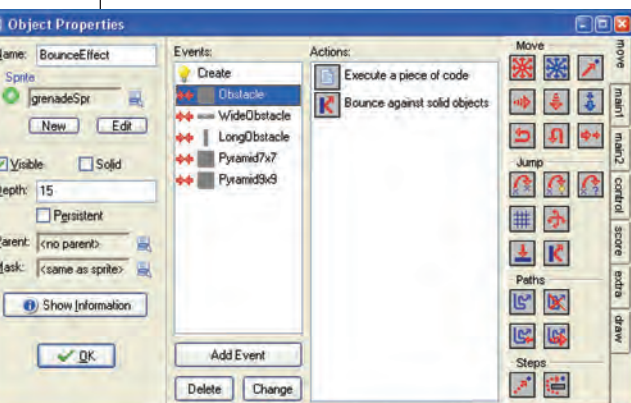 Object Properties
Name: BounceEffect
Sprite
grenadeSpr
New Edit
Visible Solid
Depth: 15
Persistent
Parent: <no parent>
Mask: <same as sprite>
Show Information
OK
Events:
Create
Obstacle
WideObstacle
LongObstacle
Pyramid7x7
Pyramid9x9
Add Event
Delete Change
Actions:
Execute a piece of code
Bounce against solid objects
Move
Jump
Paths
Steps
move
main1
main2
control
score
extra
draw